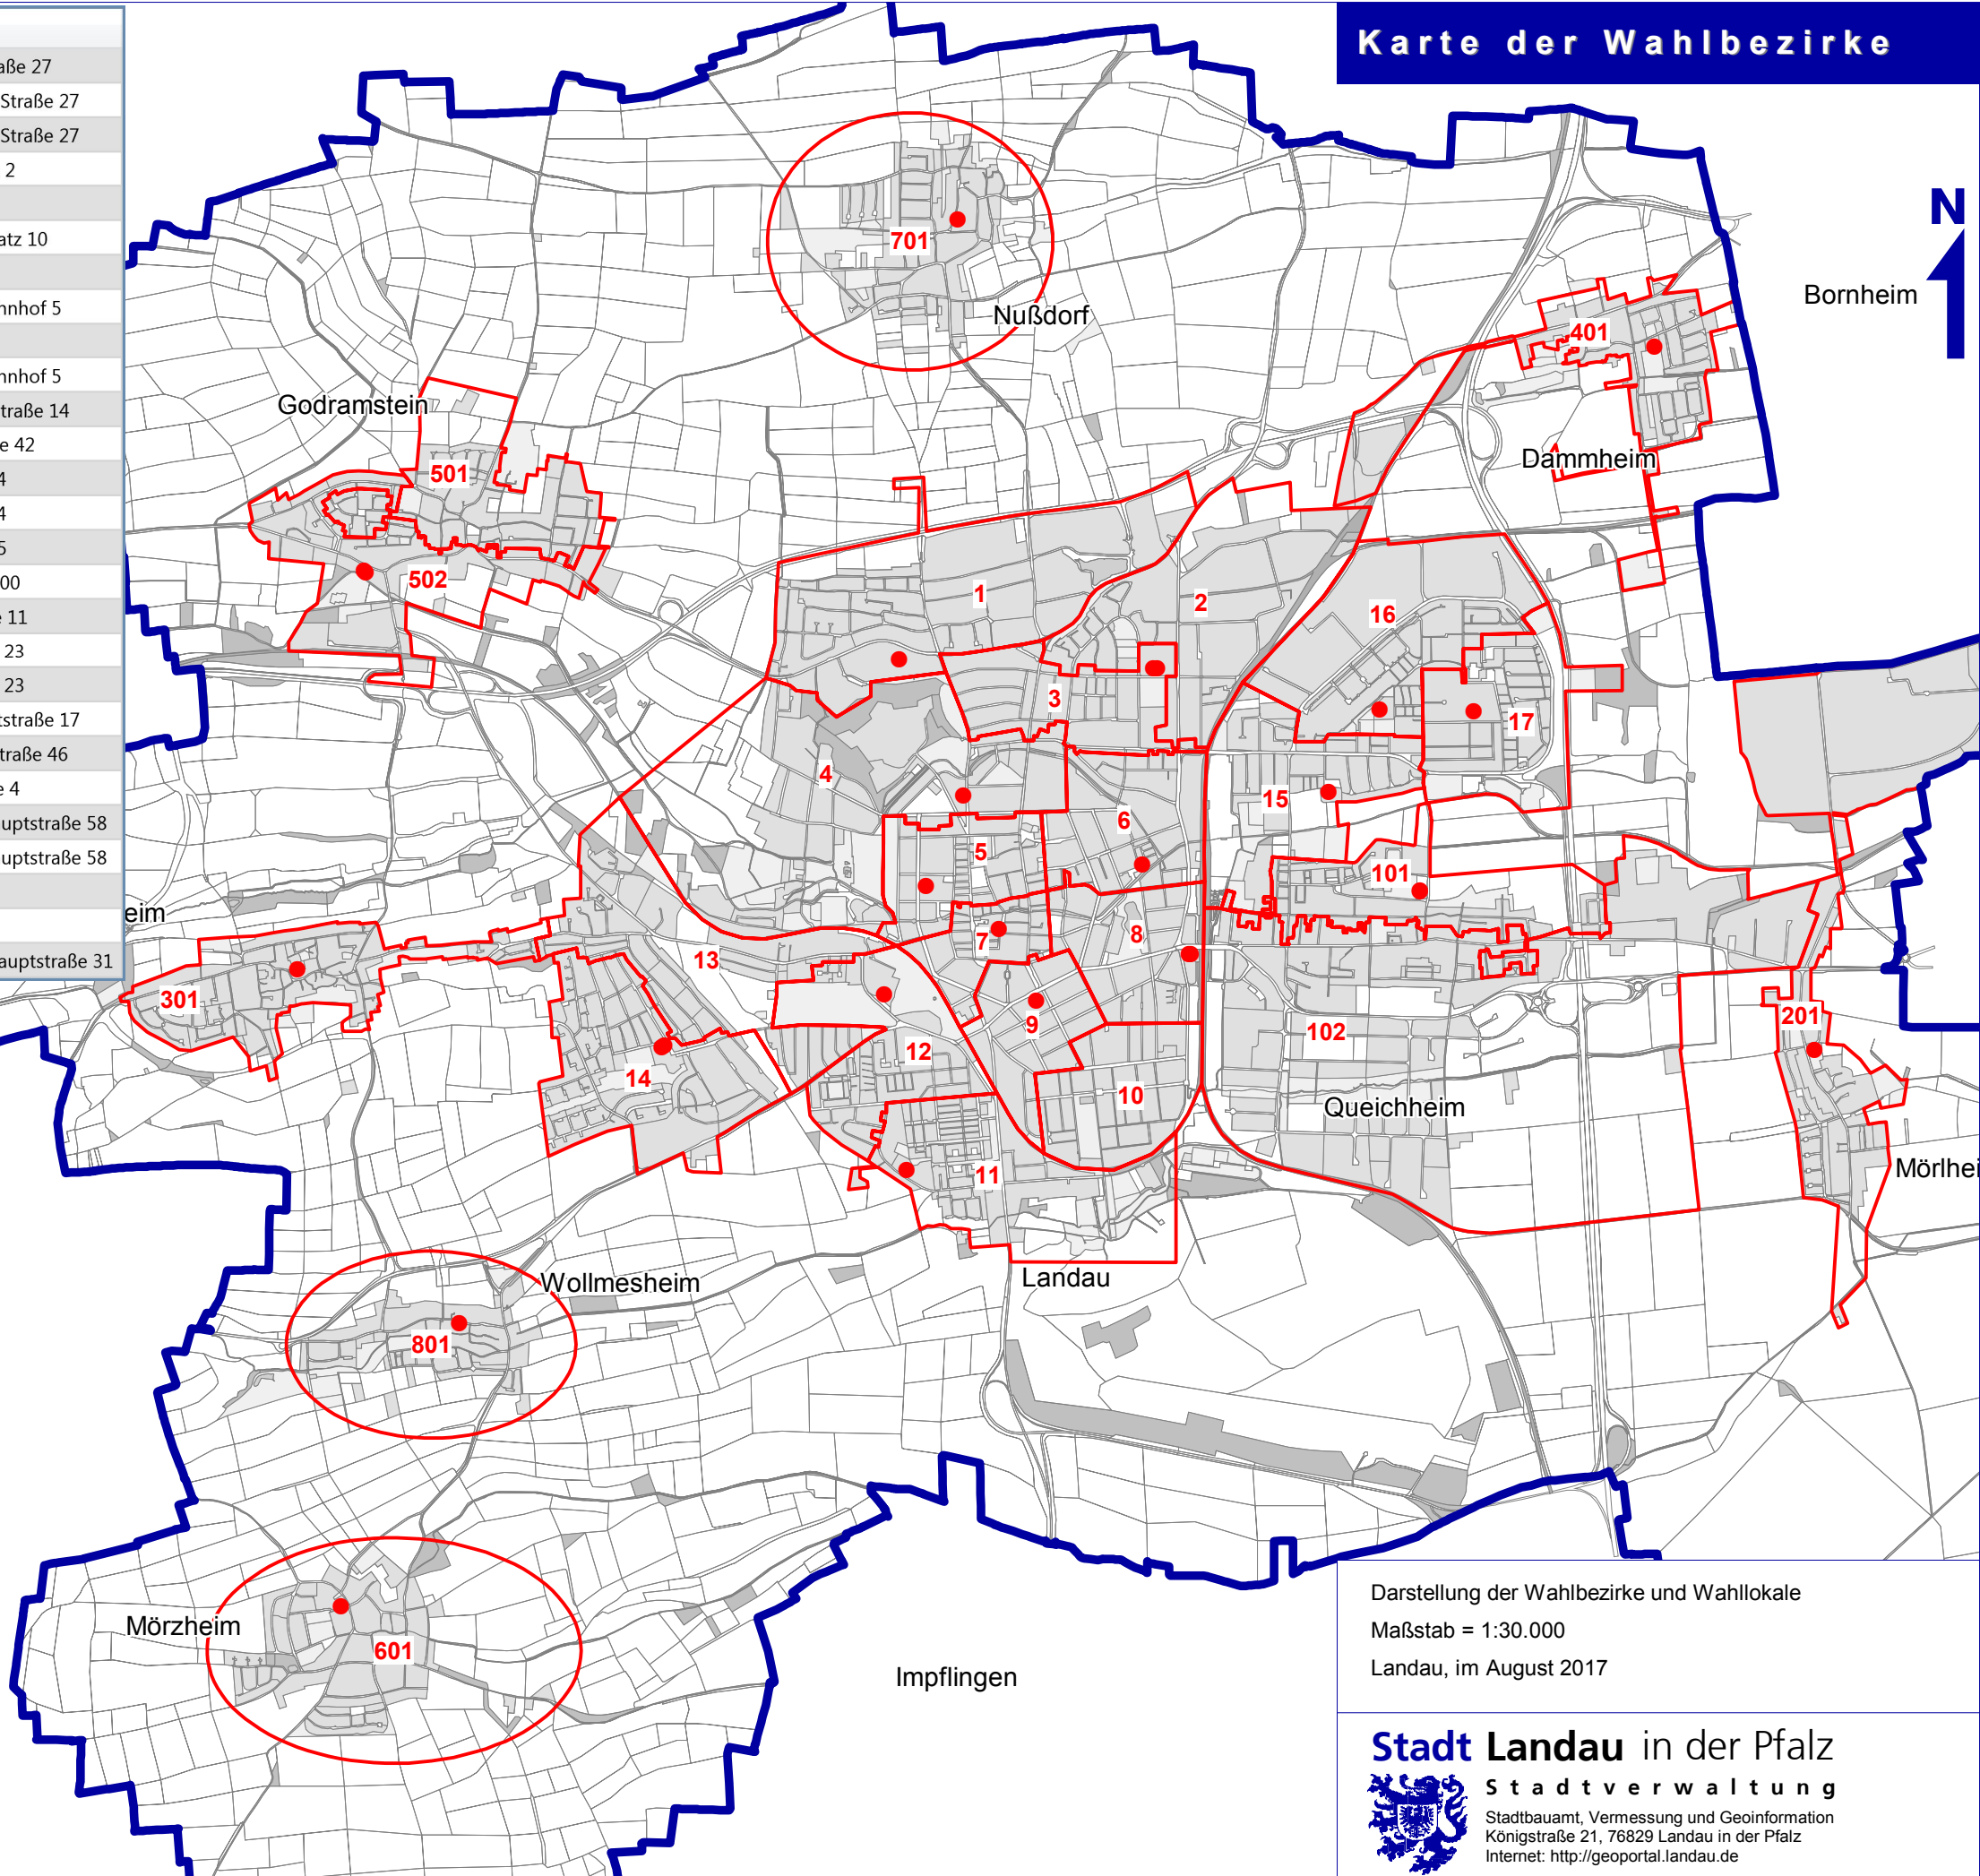 Karte der Wahlbezirke
aße 27
Straße 27
Straße 27
2
atz 10
nnhof 5
nnhof 5
traße 14
e 42
4
4
5
00
e 11
23
23
tstraße 17
straße 46
e 4
auptstraße 58
auptstraße 58
auptstraße 31
N
Bornheim
701
Nußdorf
401
Dammheim
Godramstein
501
502
1
2
16
3
17
4
15
6
5
101
eim
7
8
13
301
9
102
201
12
14
10
Queichheim
11
Mörlhei
Landau
Wollmesheim
801
Mörzheim
601
Impflingen
Darstellung der Wahlbezirke und Wahllokale
Maßstab = 1:30.000
Landau, im August 2017
Stadt Landau in der Pfalz
Stadtverwaltung
Stadtbauamt, Vermessung und Geoinformation
Königstraße 21, 76829 Landau in der Pfalz
Internet: http://geoportal.landau.de